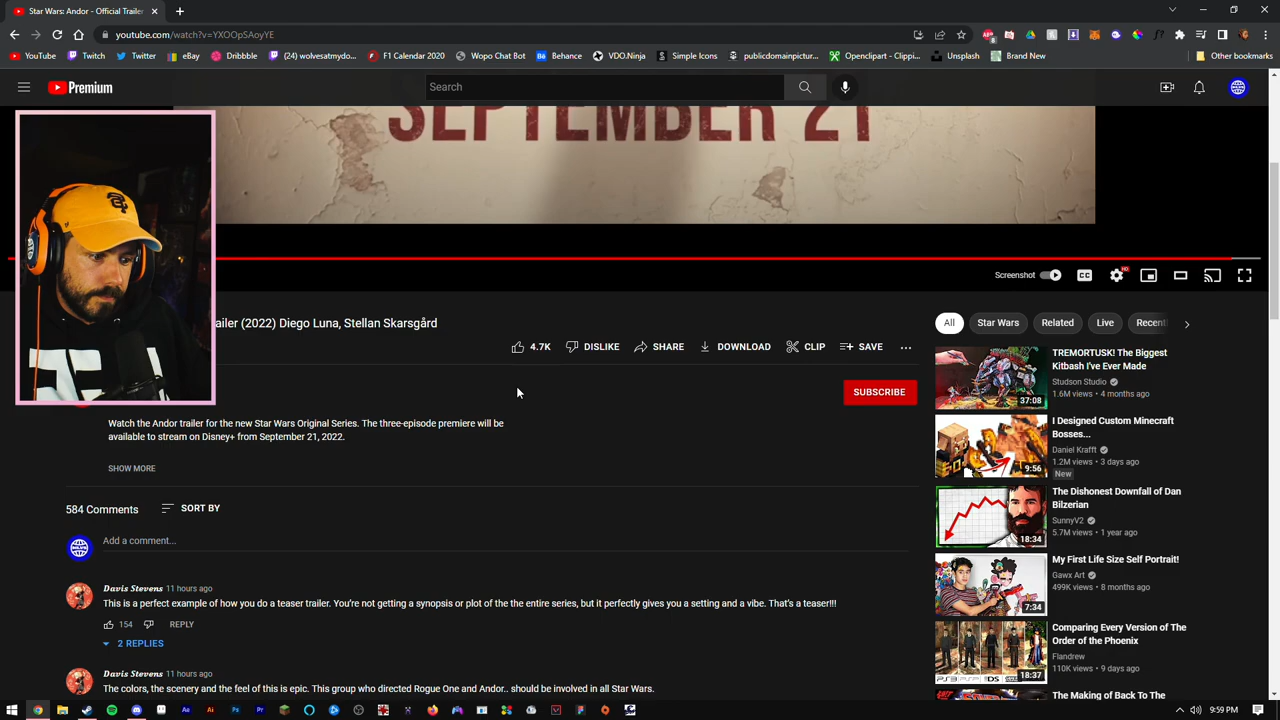 Star Wars: Andor - Official Trailer
youtube.com/watch?v=YXOOpSAoyYE
YouTube
Twitch
Twitter
eBay
Dribbble
(24)wolvesatmydo...
F1 Calendar 2020
Wopo Chat Bot
Behance
VDO.Ninja
Simple Icons
publicdomainpictur...
Openclipart - Clippi...
Unsplash
Brand New
Other bookmarks
Premium
Search
SEPTEMBER 21
Screenshot
CC
HD
ailer (2022) Diego Luna, Stellan Skarsgård
4.7K
DISLIKE
SHARE
DOWNLOAD
CLIP
SAVE
SUBSCRIBE
Watch the Andor trailer for the new Star Wars Original Series. The three-episode premiere will be
available to stream on Disney+ from September 21, 2022.
SHOW MORE
584 Comments
SORT BY
Add a comment...
Davis Stevens 11 hours ago
This is a perfect example of how you do a tease trailer. You're not getting a synopsis or plot of the the entire series, but it perfectly gives you a setting and a vibe. That's a teaser!!!
154
REPLY
2 REPLIES
Davis Stevens 11 hours ago
The colors, the scenery and the feel of this is epic. This group who directed Rogue One and Andor.. should be involved in all Star Wars.
All
Star Wars
Related
Live
Recent
TREMORTUSK! The Biggest
Kitbash I've Ever Made
Studson Studio
1.6M views • 4 months ago
37:08
I Designed Custom Minecraft
Bosses...
Daniel Krafft
1.2M views • 3 days ago
New
9:56
The Dishonest Downfall of Dan
Bilzerian
SunnyV2
5.7M views • 1 year ago
18:34
My First Life Size Self Portrait!
Gawx Art
499K views • 8 months ago
7:34
Comparing Every Version of The
Order of the Phoenix
Flandrew
110K views • 9 days ago
18:37
The Making of Back To The
9:59 PM